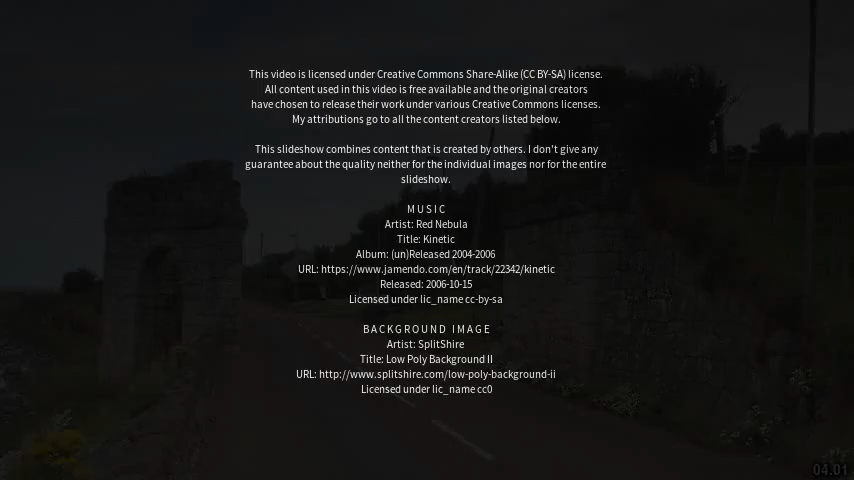 This video is licensed under Creative Commons Share-Alike (CC BY-SA) license.
All content used in this video is free available and the original creators
have chosen to release their work under various Creative Commons licenses.
My attributions go to all the content creators listed below.
This slideshow combines content that is created by others. I don't give any
guarantee about the quality neither for the individual images nor for the entire
slideshow.
MUSIC
Artist: Red Nebula
Title: Kinetic
Album: (un)Released 2004-2006
URL: https://www.jamendo.com/en/track/22342/kinetic
Released: 2006-10-15
Licensed under lic_name cc-by-sa
BACKGROUND IMAGE
Artist: SplitShire
Title: Low Poly Background II
URL: http://www.splitshire.com/low-poly-background-ii
Licensed under lic_name cc0
04.01